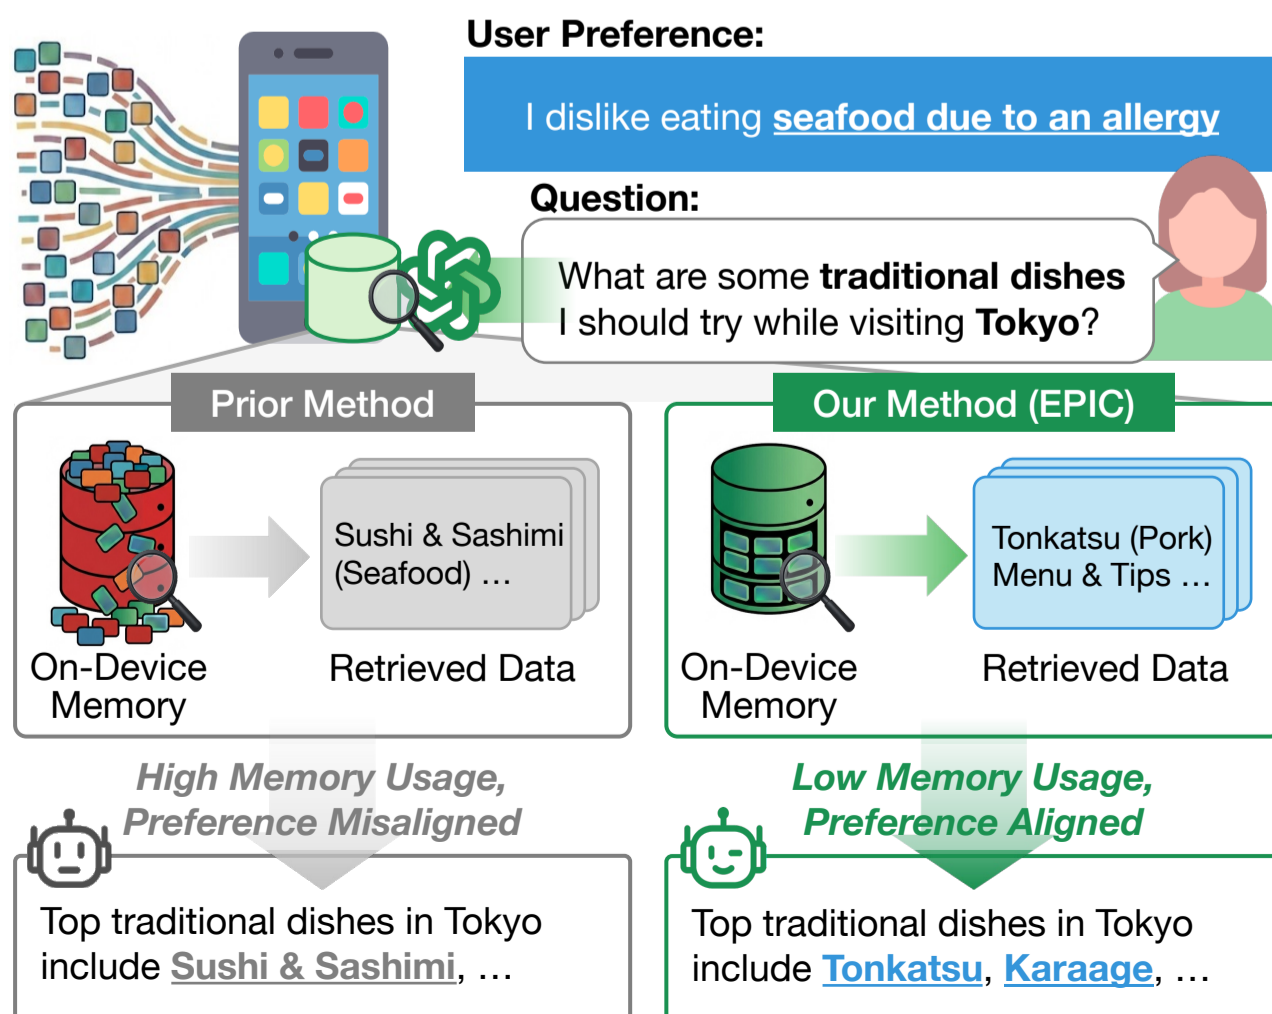 User Preference:
I dislike eating seafood due to an allergy
Question:
What are some traditional dishes
I should try while visiting Tokyo?
Prior Method
Sushi & Sashimi
(Seafood) ...
On-Device
Memory
Retrieved Data
High Memory Usage,
Preference Misaligned
Top traditional dishes in Tokyo
include Sushi & Sashimi, ...
Our Method (EPIC)
Tonkatsu (Pork)
Menu & Tips ...
On-Device
Memory
Retrieved Data
Low Memory Usage,
Preference Aligned
Top traditional dishes in Tokyo
include Tonkatsu, Karaage, ...